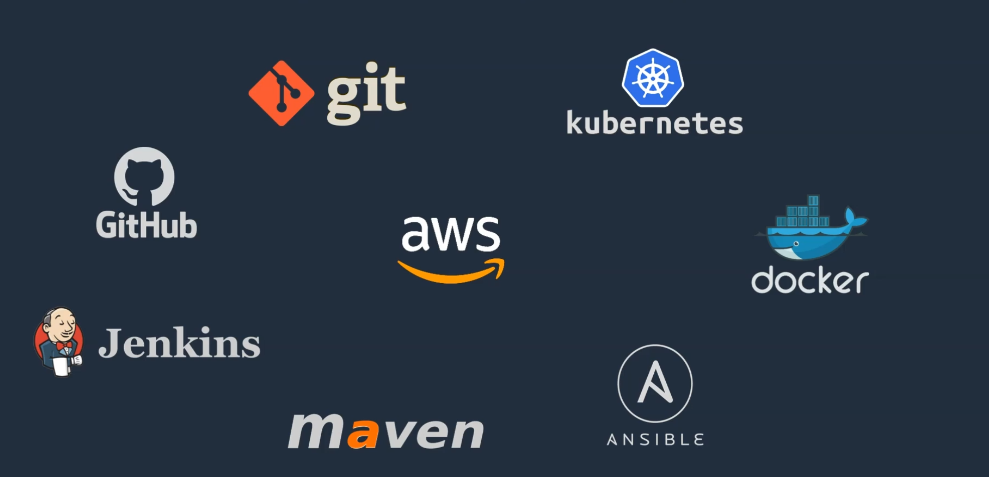 git
kubernetes
GitHub
aws
docker
Jenkins
maven
ANSIBLE